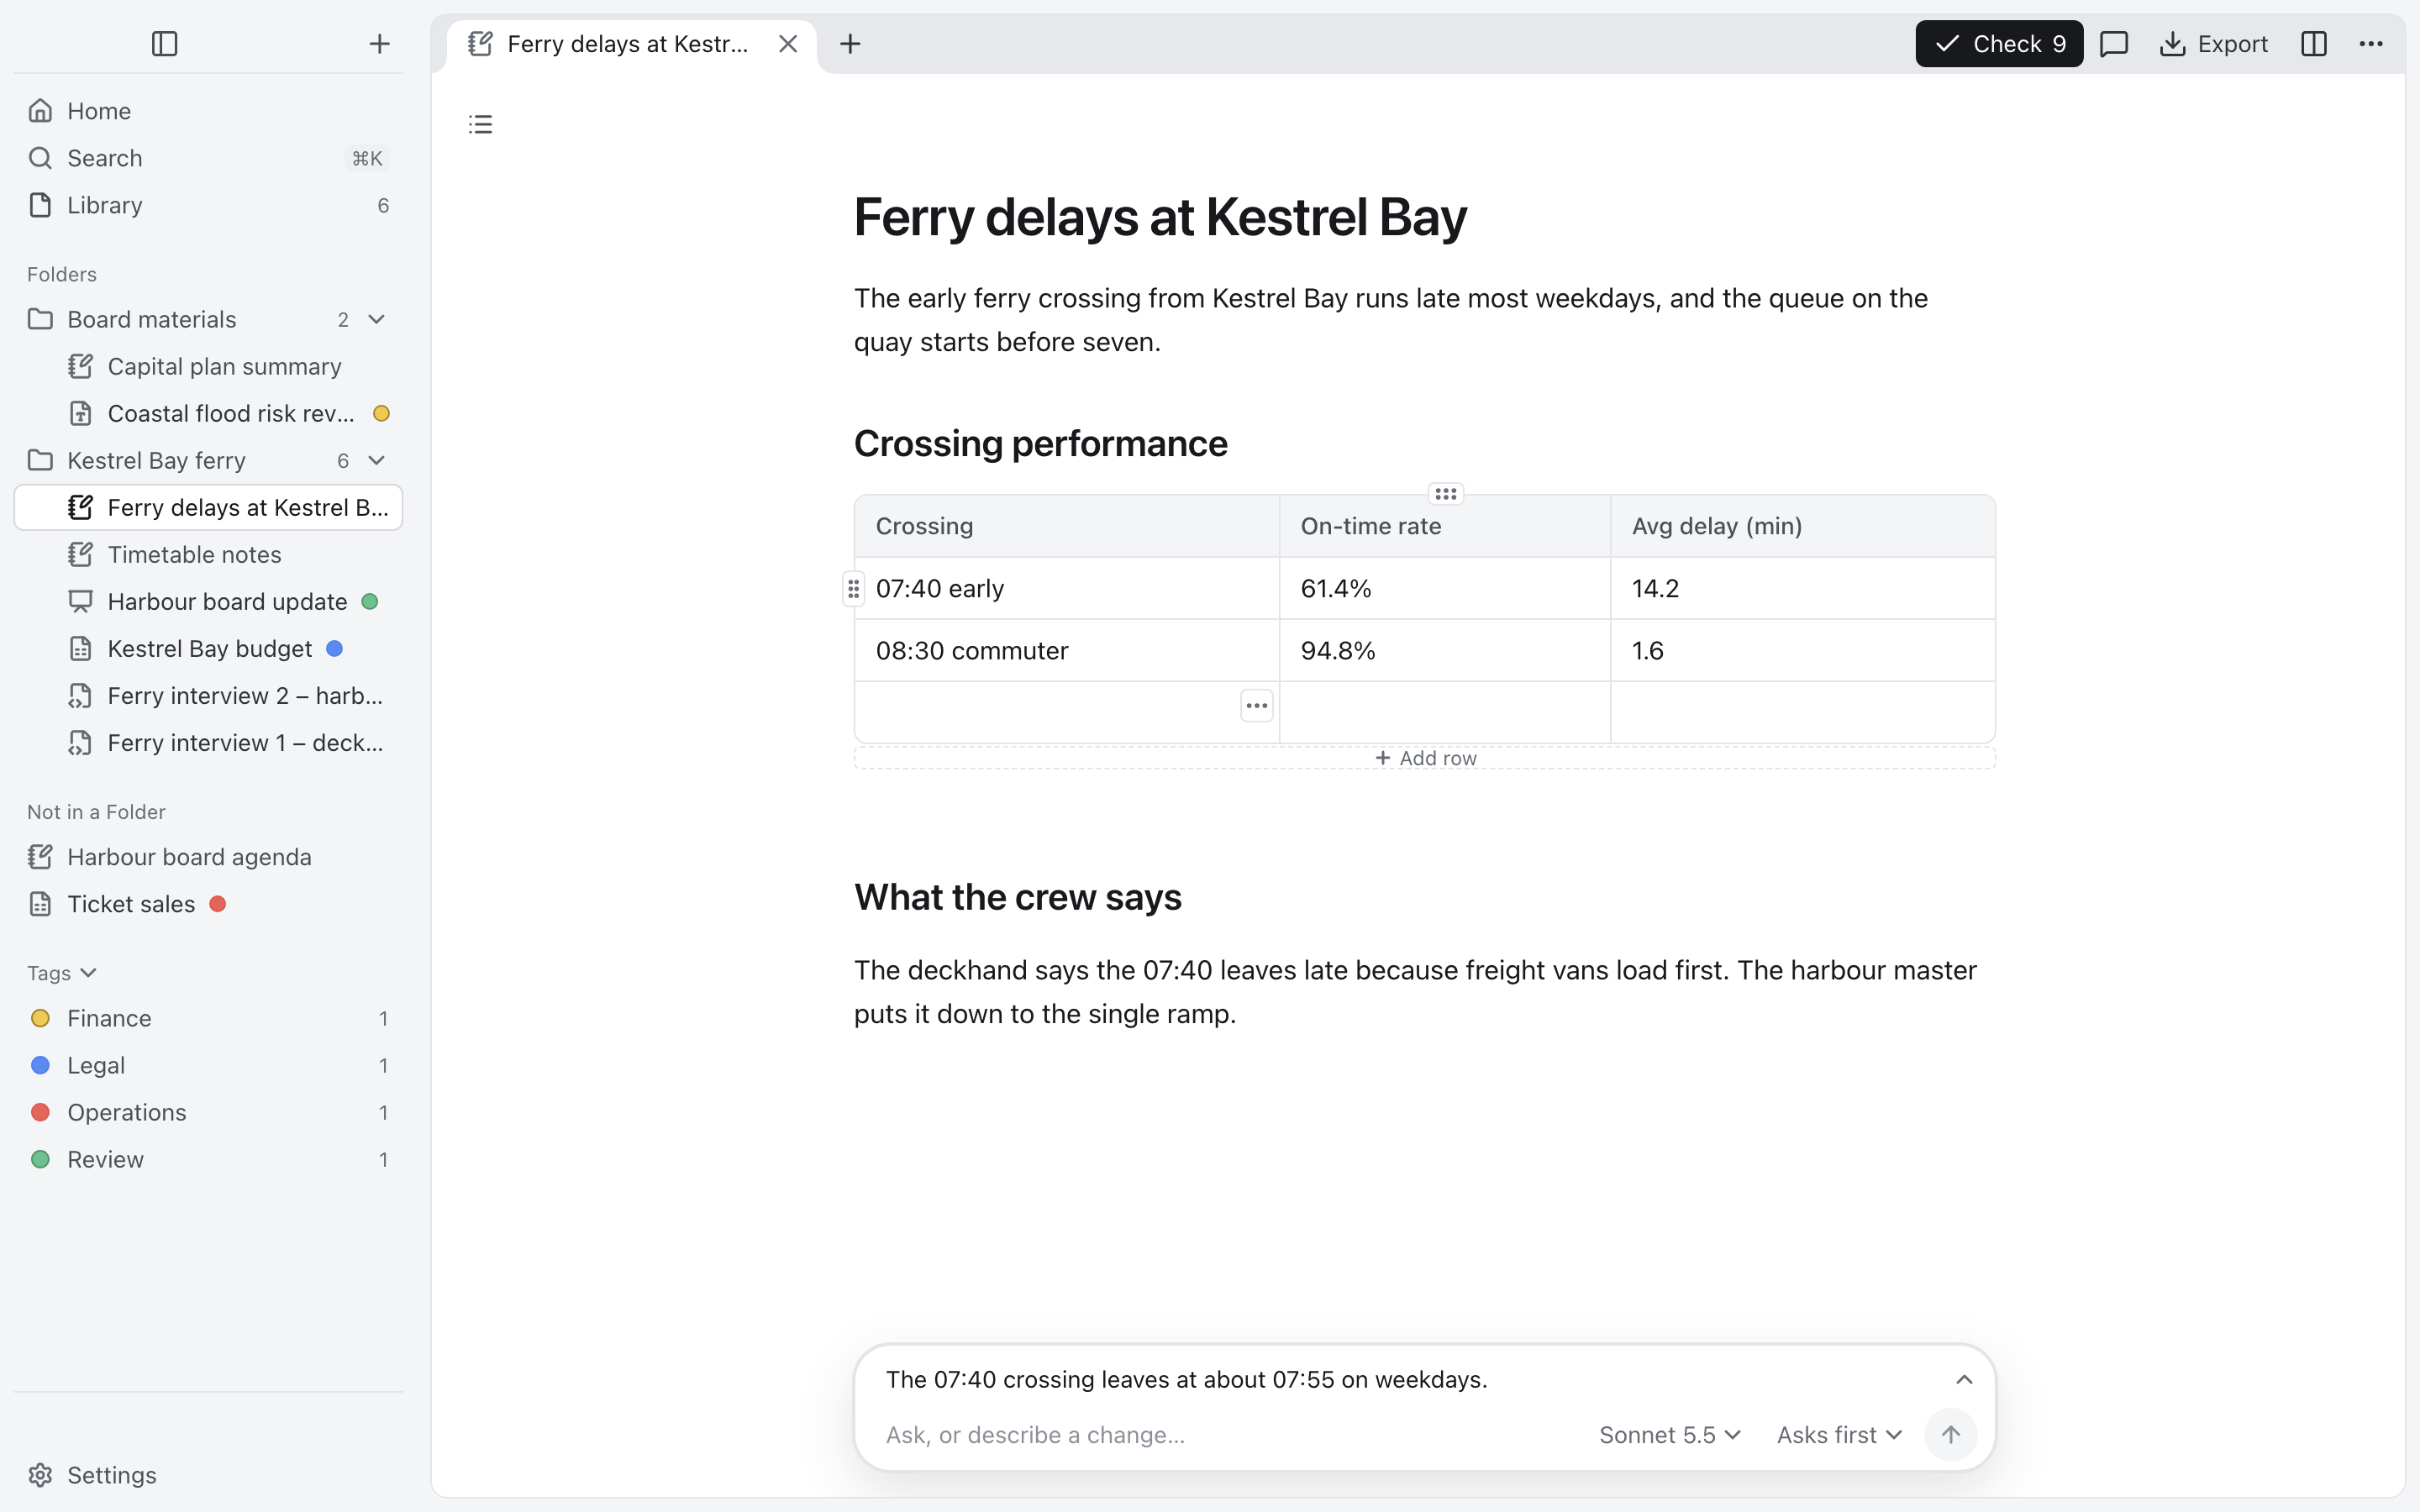 Home
Search ⌘K
Library 6
Folders
Board materials 2
Capital plan summary
Coastal flood risk rev...
Kestrel Bay ferry 6
Ferry delays at Kestrel B...
Timetable notes
Harbour board update
Kestrel Bay budget
Ferry interview 2 – harb...
Ferry interview 1 – deck...
Not in a Folder
Harbour board agenda
Ticket sales
Tags
Finance 1
Legal 1
Operations 1
Review 1
Settings
Ferry delays at Kestr...
Check 9
Export
Ferry delays at Kestrel Bay
The early ferry crossing from Kestrel Bay runs late most weekdays, and the queue on the
quay starts before seven.
Crossing performance
Crossing On-time rate Avg delay (min)
07:40 early 61.4% 14.2
08:30 commuter 94.8% 1.6
Add row
What the crew says
The deckhand says the 07:40 leaves late because freight vans load first. The harbour master
puts it down to the single ramp.
The 07:40 crossing leaves at about 07:55 on weekdays.
Ask, or describe a change...
Sonnet 5.5 Asks first